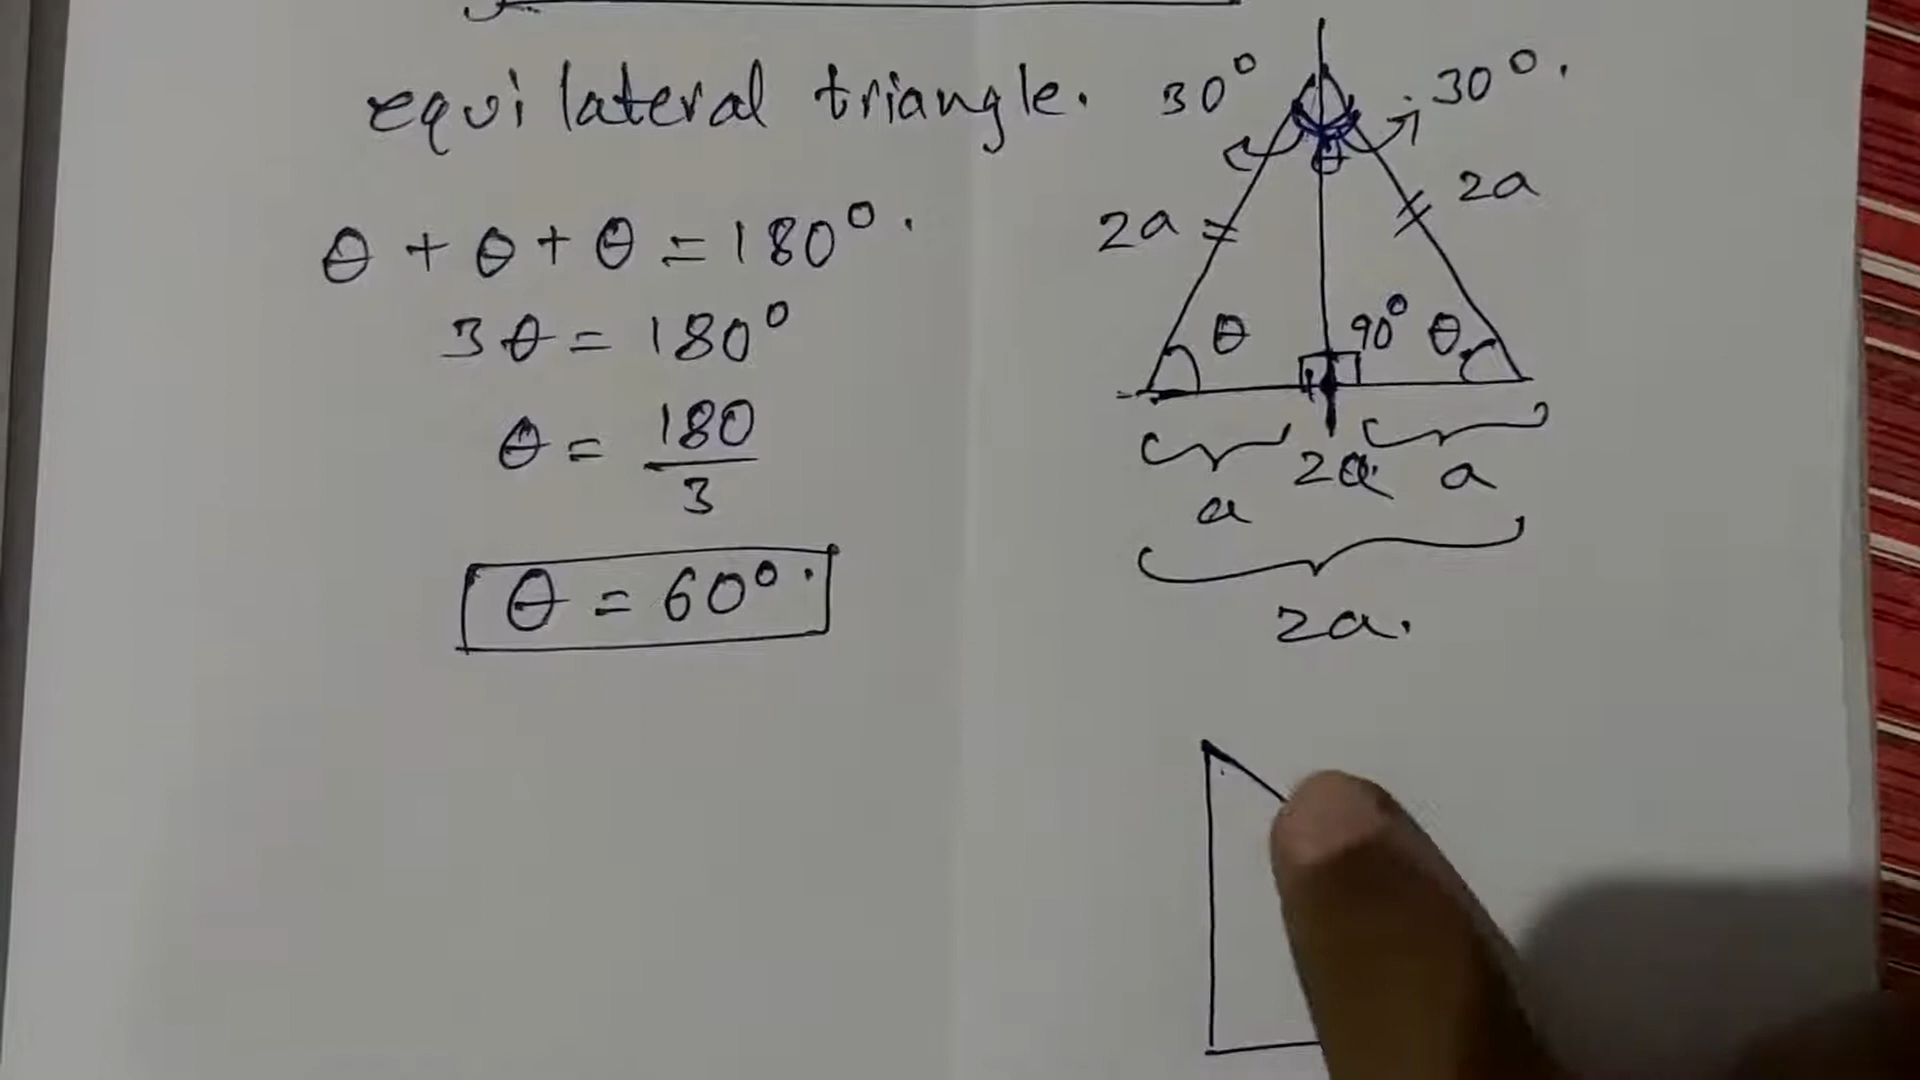 equilateral triangle.
θ + θ + θ = 180°.
3θ = 180°
θ = 180
3
θ = 60°.
30°
30°.
θ
2a
2a
θ
90°
θ
2a
a
a
2a.